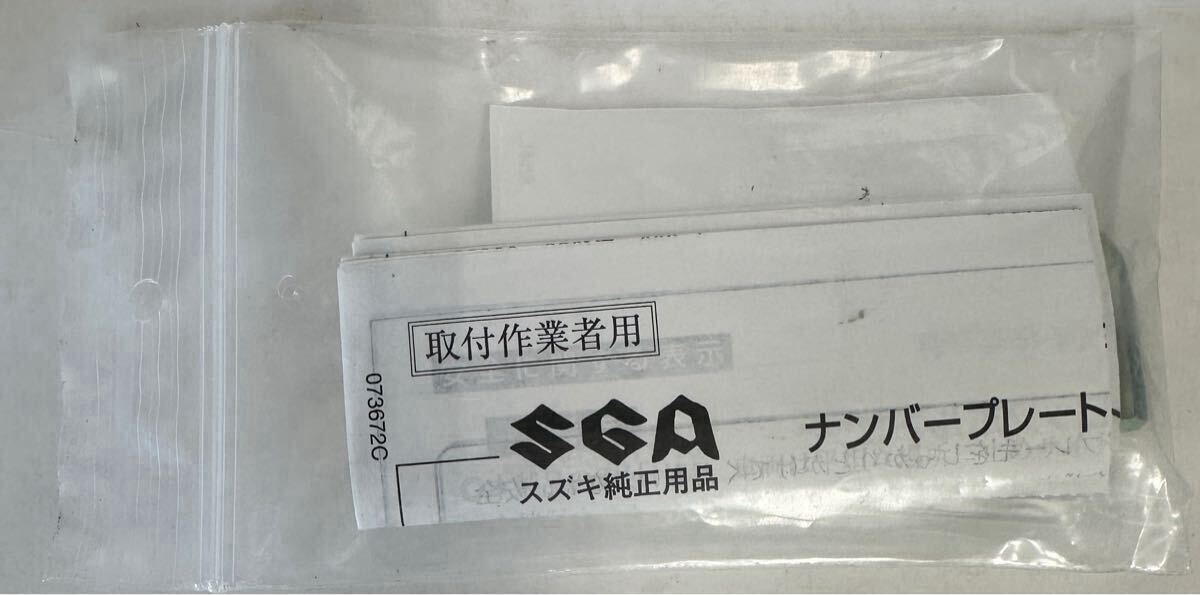 取付作業者用
073672C
SGA
ナンバープレート
スズキ純正用品